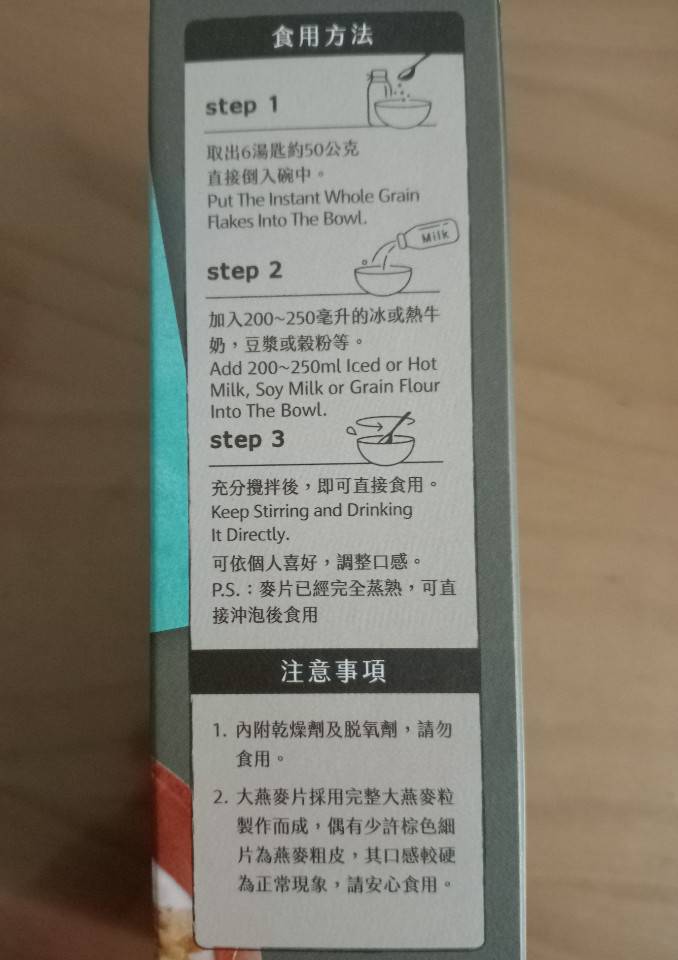 食用方法
step 1
取出6湯匙約50公克
直接倒入碗中。
Put The Instant Whole Grain
Flakes Into The Bowl.
Milk
step 2
加入200~250毫升的冰或熱牛
奶，豆漿或穀粉等。
Add 200~250ml Iced or Hot
Milk, Soy Milk or Grain Flour
Into The Bowl.
step 3
充分攪拌後，即可直接食用。
Keep Stirring and Drinking
It Directly.
可依個人喜好，調整口感。
P.S.：麥片已經完全蒸熟，可直
接沖泡後食用
注意事項
1. 內附乾燥劑及脫氧劑，請勿
食用。
2. 大燕麥片採用完整大燕麥粒
製作而成，偶有少許棕色細
片為燕麥粗皮，其口感較硬
為正常現象，請安心食用。